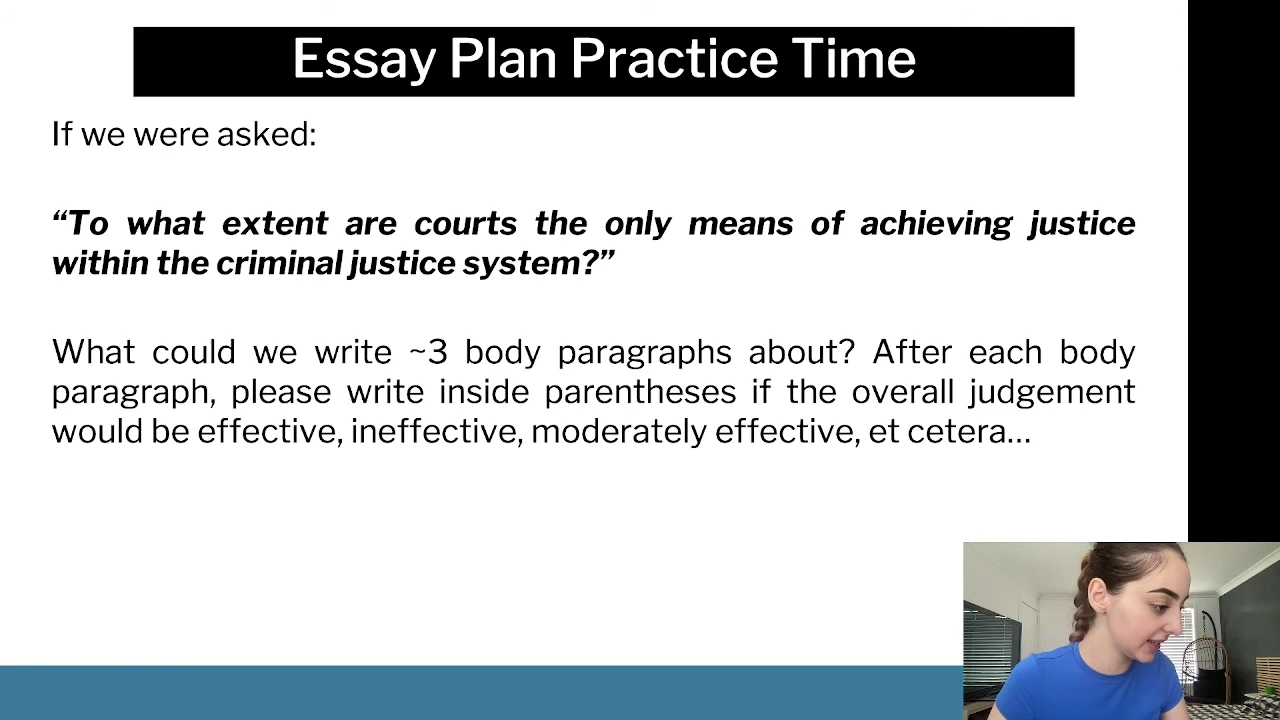 Essay Plan Practice Time
If we were asked:
“To what extent are courts the only means of achieving justice
within the criminal justice system?”
What could we write ~3 body paragraphs about? After each body
paragraph, please write inside parentheses if the overall judgement
would be effective, ineffective, moderately effective, et cetera...